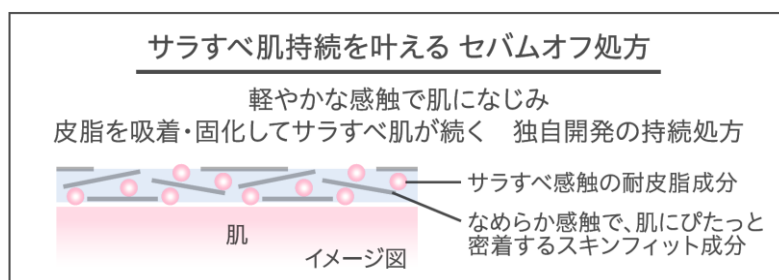 サラすべ肌持続を叶える セバムオフ処方
軽やかな感触で肌になじみ
皮脂を吸着・固化してサラすべ肌が続く　独自開発の持続処方
サラすべ感触の耐皮脂成分
なめらか感触で、肌にぴたっと
密着するスキンフィット成分
肌
イメージ図